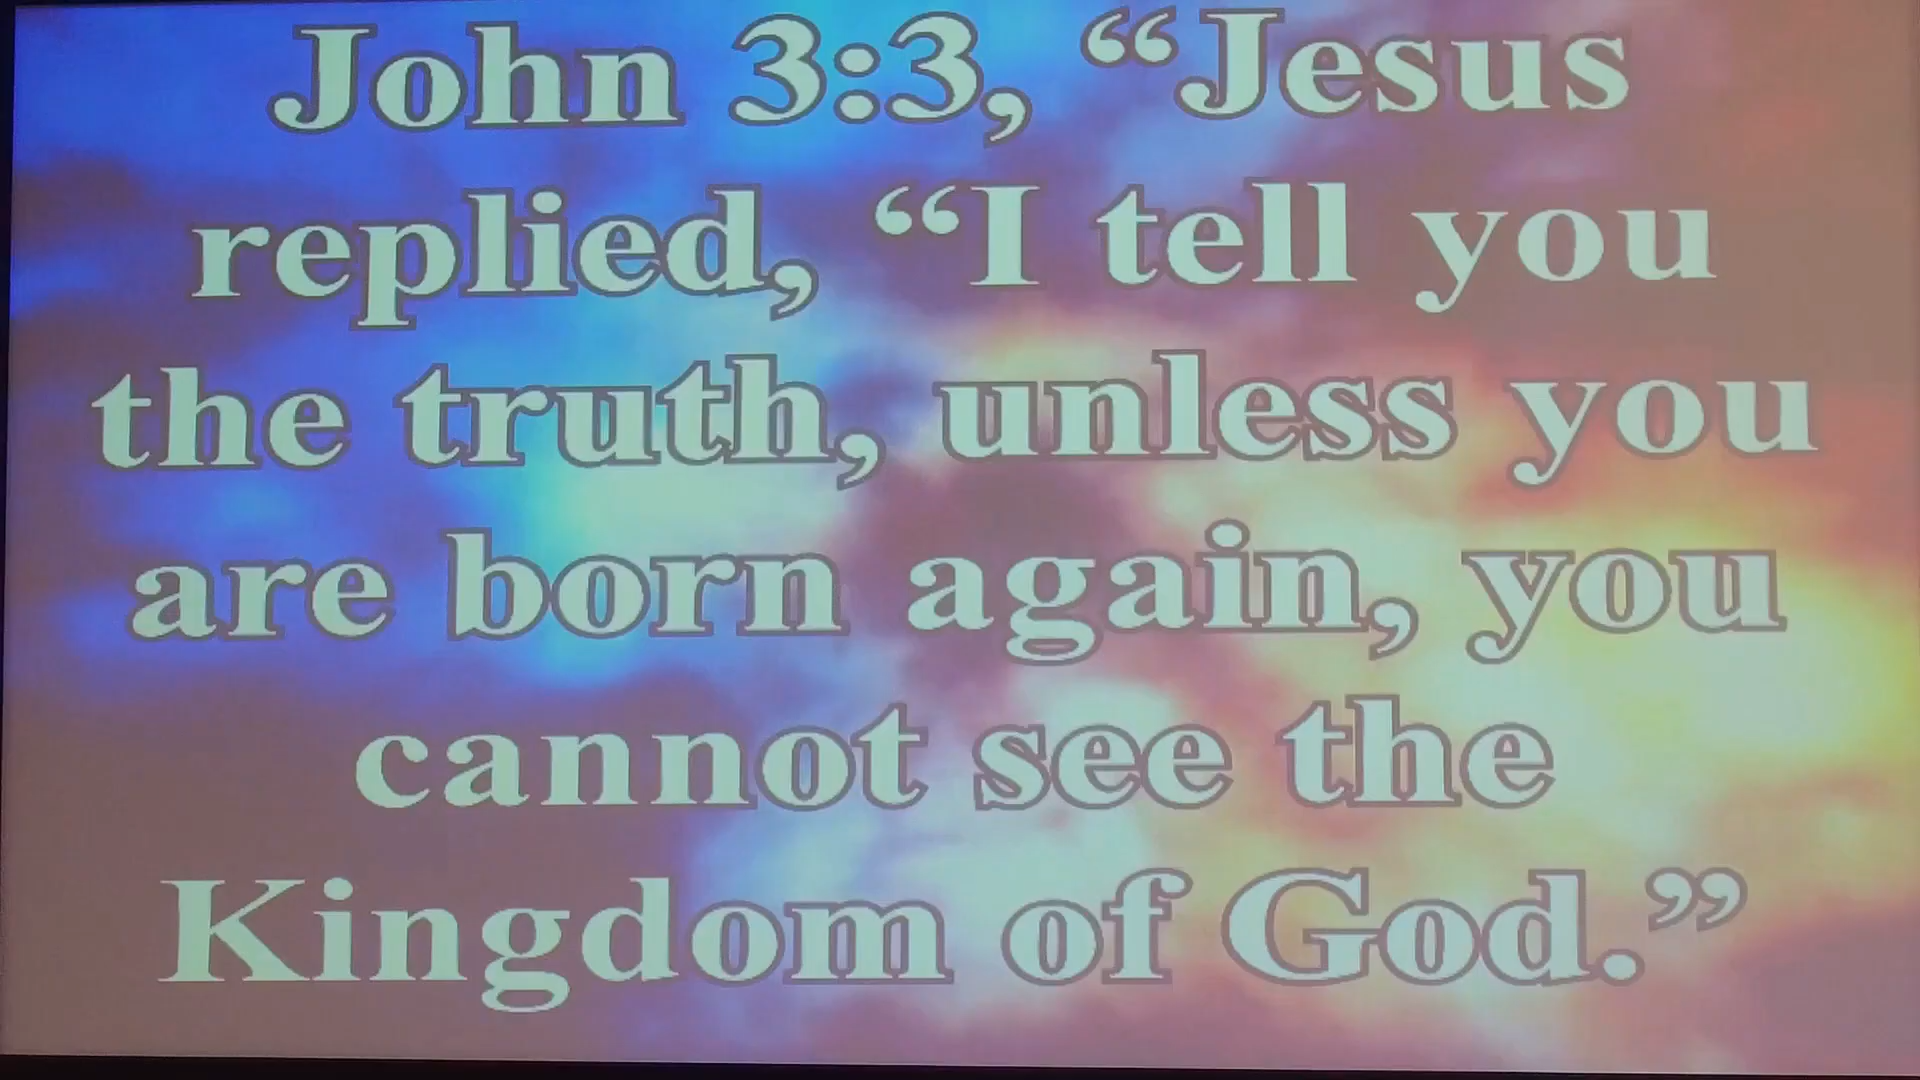 John 3:3, “Jesus
replied, “I tell you
the truth, unless you
are born again, you
cannot see the
Kingdom of God.”